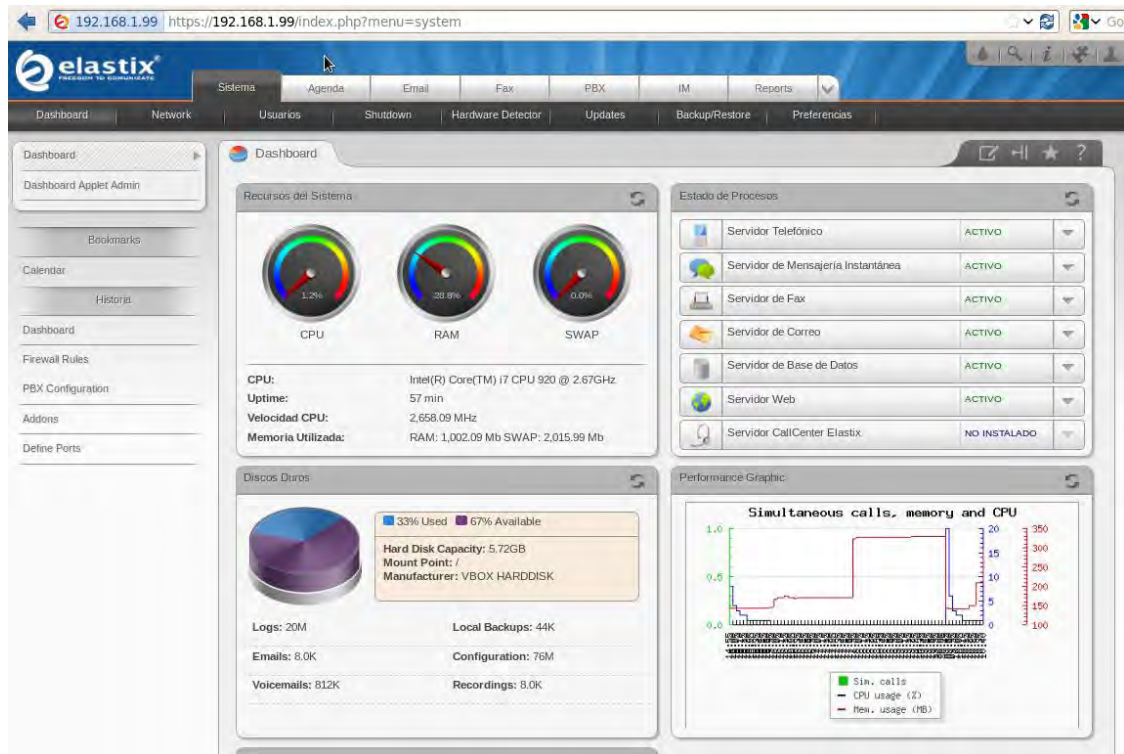 192.168.1.99 https://192.168.1.99/index.php?menu=system
Go
elastix
FREEDOM TO COMMUNICATE
Sistema Agenda Email Fax PBX IM Reports
Dashboard Network Usuarios Shutdown Hardware Detector Updates Backup/Restore Preferencias
Dashboard
Dashboard Applet Admin
Bookmarks
Calendar
Historia
Dashboard
Firewall Rules
PBX Configuration
Addons
Define Ports
Dashboard
?
Recursos del Sistema
1.2% 28.8% 0.0%
CPU RAM SWAP
CPU: Intel(R) Core(TM) i7 CPU 920 @ 2.67GHz
Uptime: 57 min
Velocidad CPU: 2,658.09 MHz
Memoria Utilizada: RAM: 1,002.09 Mb SWAP: 2,015.99 Mb
Estado de Procesos
Servidor Telefónico ACTIVO
Servidor de Mensajería Instantánea ACTIVO
Servidor de Fax ACTIVO
Servidor de Correo ACTIVO
Servidor de Base de Datos ACTIVO
Servidor Web ACTIVO
Servidor CallCenter Elastix NO INSTALADO
Discos Duros
33% Used 67% Available
Hard Disk Capacity: 5.72GB
Mount Point: /
Manufacturer: VBOX HARDDISK
Logs: 20M Local Backups: 44K
Emails: 8.0K Configuration: 76M
Voicemails: 812K Recordings: 8.0K
Performance Graphic
Simultaneous calls, memory and CPU
1.0 20 350
300
15
250
0.5 10 200
5 150
0.0 0 100
Sim. calls
CPU usage (%)
Mem. usage (MB)